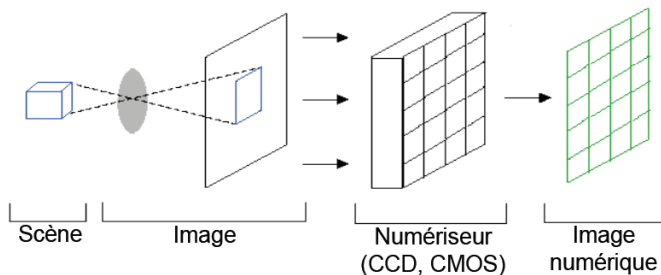 Scène
Image
Numériseur
(CCD, CMOS)
Image
numérique